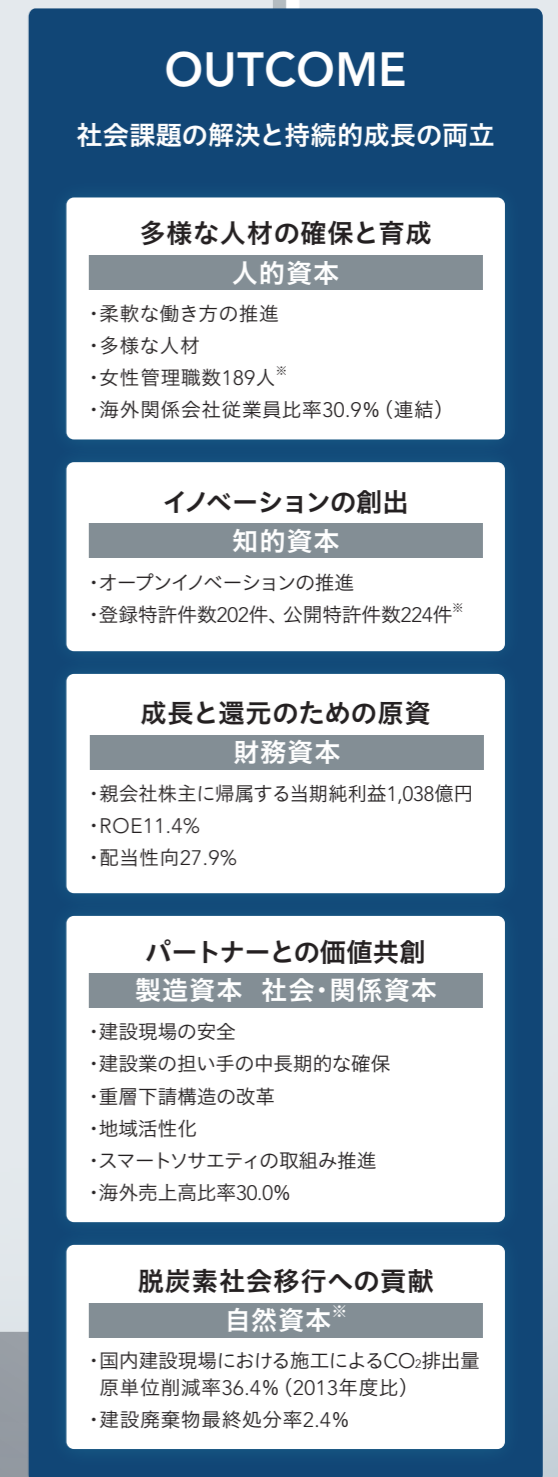 OUTCOME
社会課題の解決と持続的成長の両立
多様な人材の確保と育成
人的資本
・柔軟な働き方の推進
・多様な人材
・女性管理職数189人※
・海外関係会社従業員比率30.9%（連結）
イノベーションの創出
知的資本
・オープンイノベーションの推進
・登録特許件数202件、公開特許件数224件※
成長と還元のための原資
財務資本
・親会社株主に帰属する当期純利益1,038億円
・ROE11.4%
・配当性向27.9%
パートナーとの価値共創
製造資本 社会・関係資本
・建設現場の安全
・建設業の担い手の中長期的な確保
・重層下請構造の改革
・地域活性化
・スマートソサエティの取組み推進
・海外売上高比率30.0%
脱炭素社会移行への貢献
自然資本※
・国内建設現場における施工によるCO₂排出量
原単位削減率36.4%（2013年度比）
・建設廃棄物最終処分率2.4%